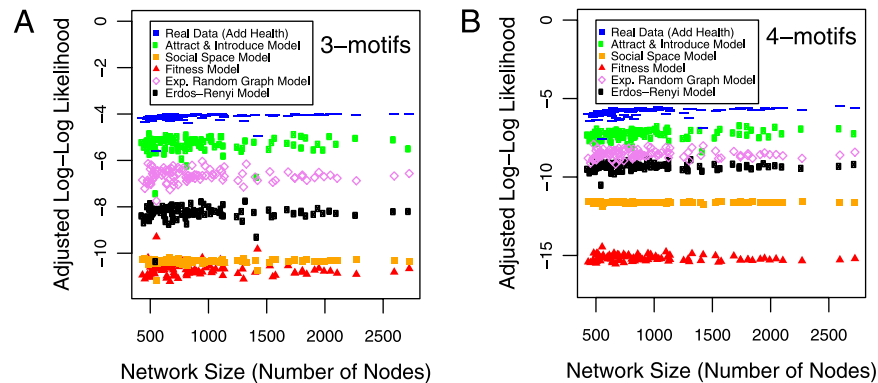 A
3−motifs
Real Data (Add Health)
Attract & Introduce Model
Social Space Model
Fitness Model
Exp. Random Graph Model
Erdos−Renyi Model
Adjusted Log−Log Likelihood
0
−2
−4
−6
−8
−10
500
1000
1500
2000
2500
Network Size (Number of Nodes)
B
4−motifs
Real Data (Add Health)
Attract & Introduce Model
Social Space Model
Fitness Model
Exp. Random Graph Model
Erdos−Renyi Model
Adjusted Log−Log Likelihood
0
−5
−10
−15
500
1000
1500
2000
2500
Network Size (Number of Nodes)